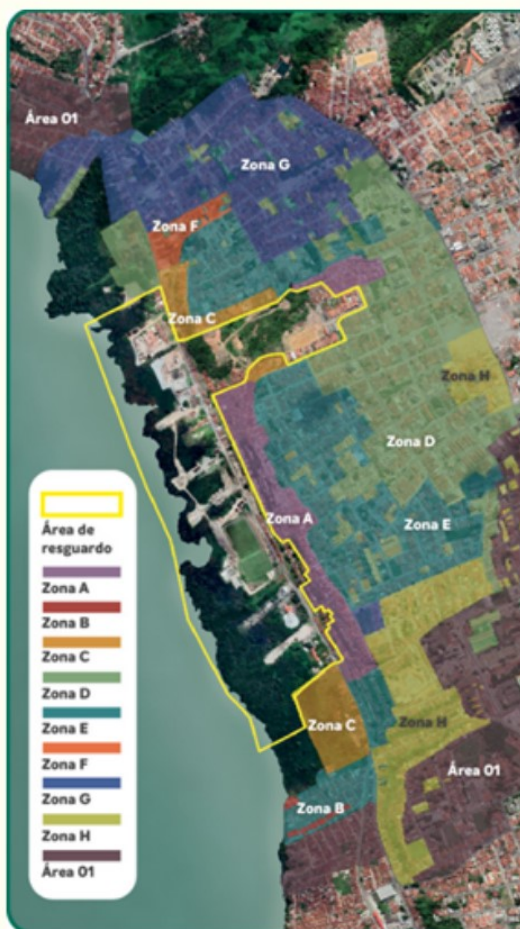 Área 01
Zona G
Zona F
Zona C
Zona H
Zona D
Zona A
Zona E
Zona C
Zona H
Área 01
Zona B
Área de
resguardo
Zona A
Zona B
Zona C
Zona D
Zona E
Zona F
Zona G
Zona H
Área 01